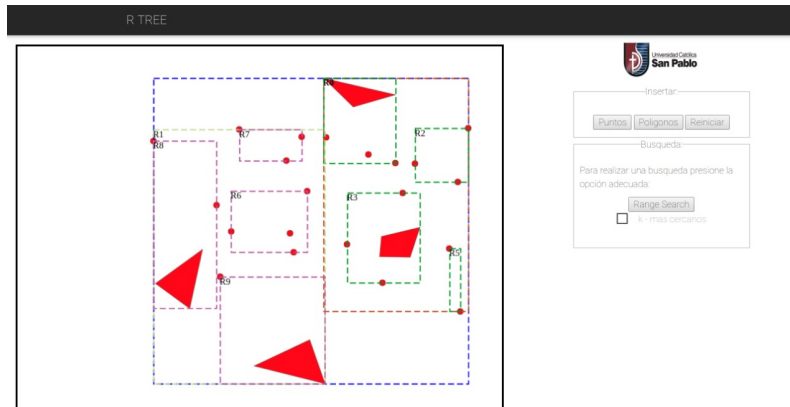 R TREE
Universidad Católica
San Pablo
Insertar
Puntos Poligonos Reiniciar
Busqueda
Para realizar una busqueda presione la
opción adecuada:
Range Search
k - mas cercanos
R1
R8
R7
R2
R6
R3
R5
R9